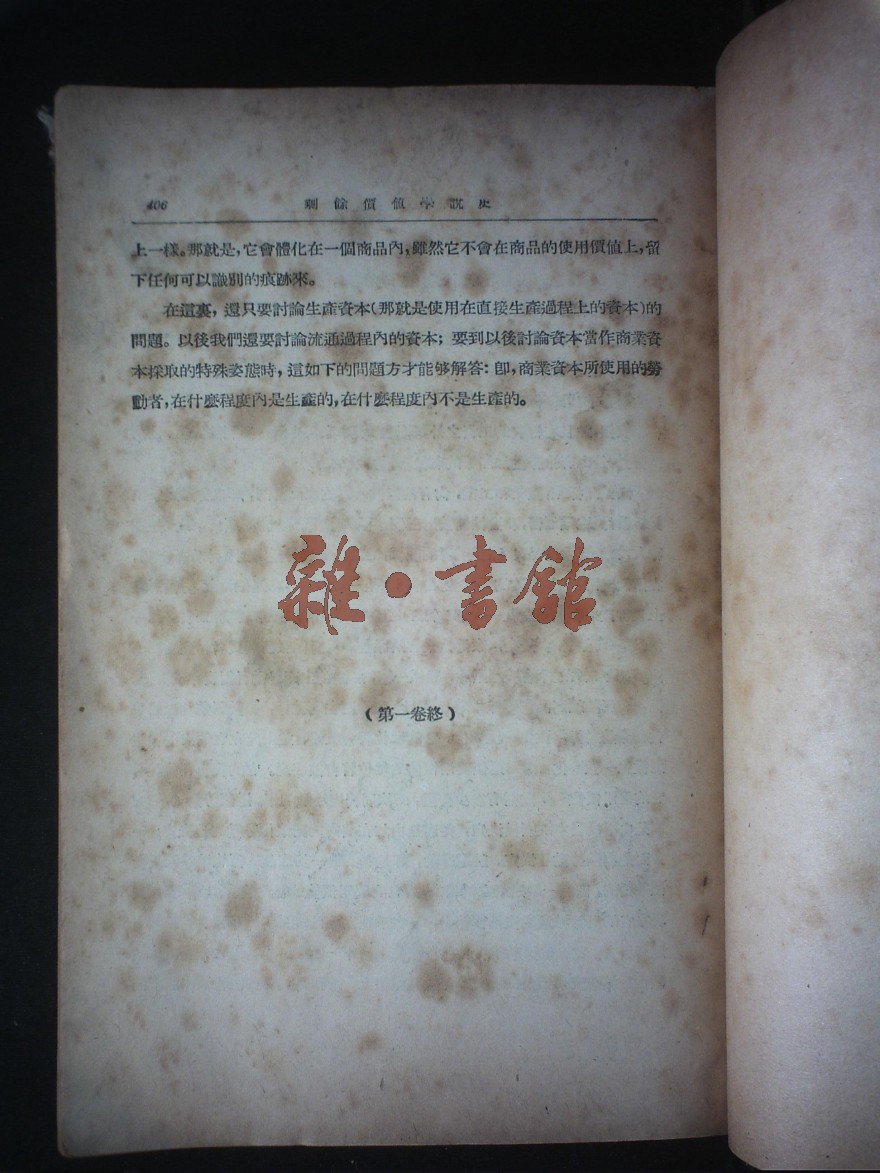 406
剩餘價值學說史
上一樣。那就是，它會體化在一個商品內，雖然它不會在商品的使用價值上，留
下任何可以識別的痕跡來。
在這裏，還只要討論生產資本（那就是使用在直接生產過程上的資本）的
問題。以後我們還要討論流通過程內的資本；要到以後討論資本當作商業資
本採取的特殊姿態時，這如下的問題方才能够解答：卽，商業資本所使用的勞
動者，在什麼程度內是生產的，在什麼程度內不是生產的。
雜·書館
（第一卷終）